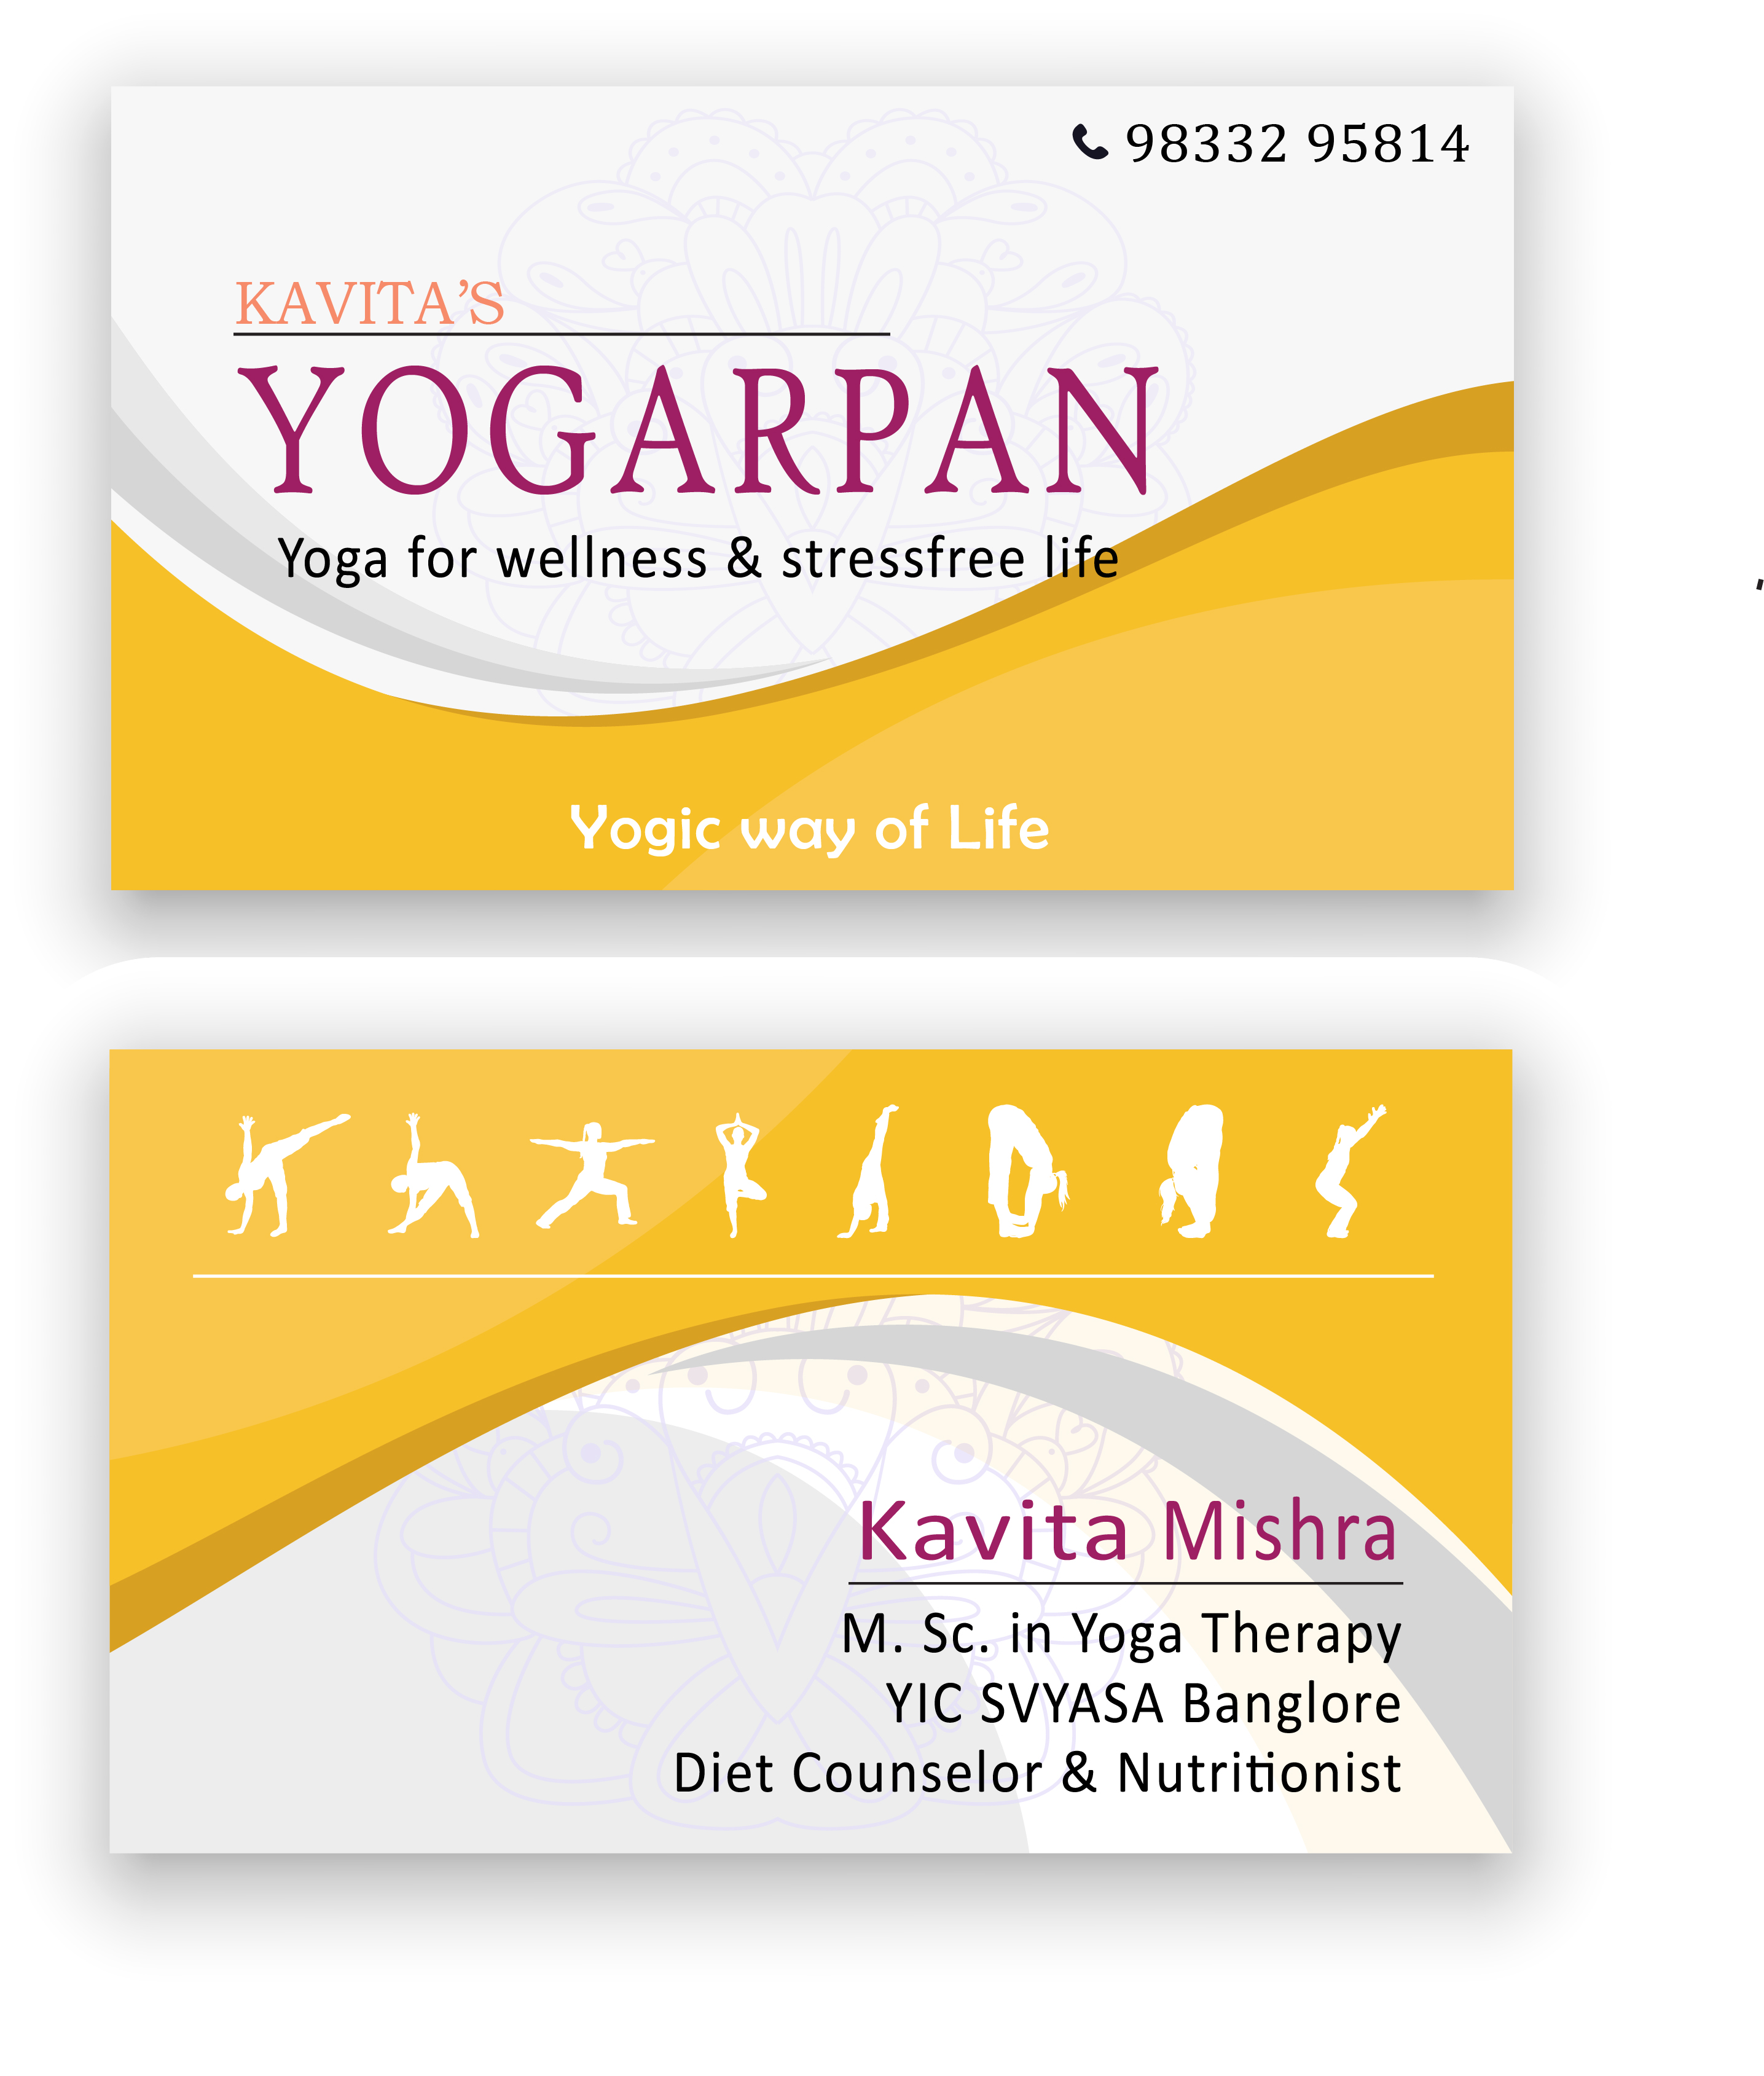 98332 95814
KAVITA’S
YOGARPAN
Yoga for wellness & stressfree life
Yogic way of Life
Kavita Mishra
M. Sc. in Yoga Therapy
YIC SVYASA Banglore
Diet Counselor & Nutritionist